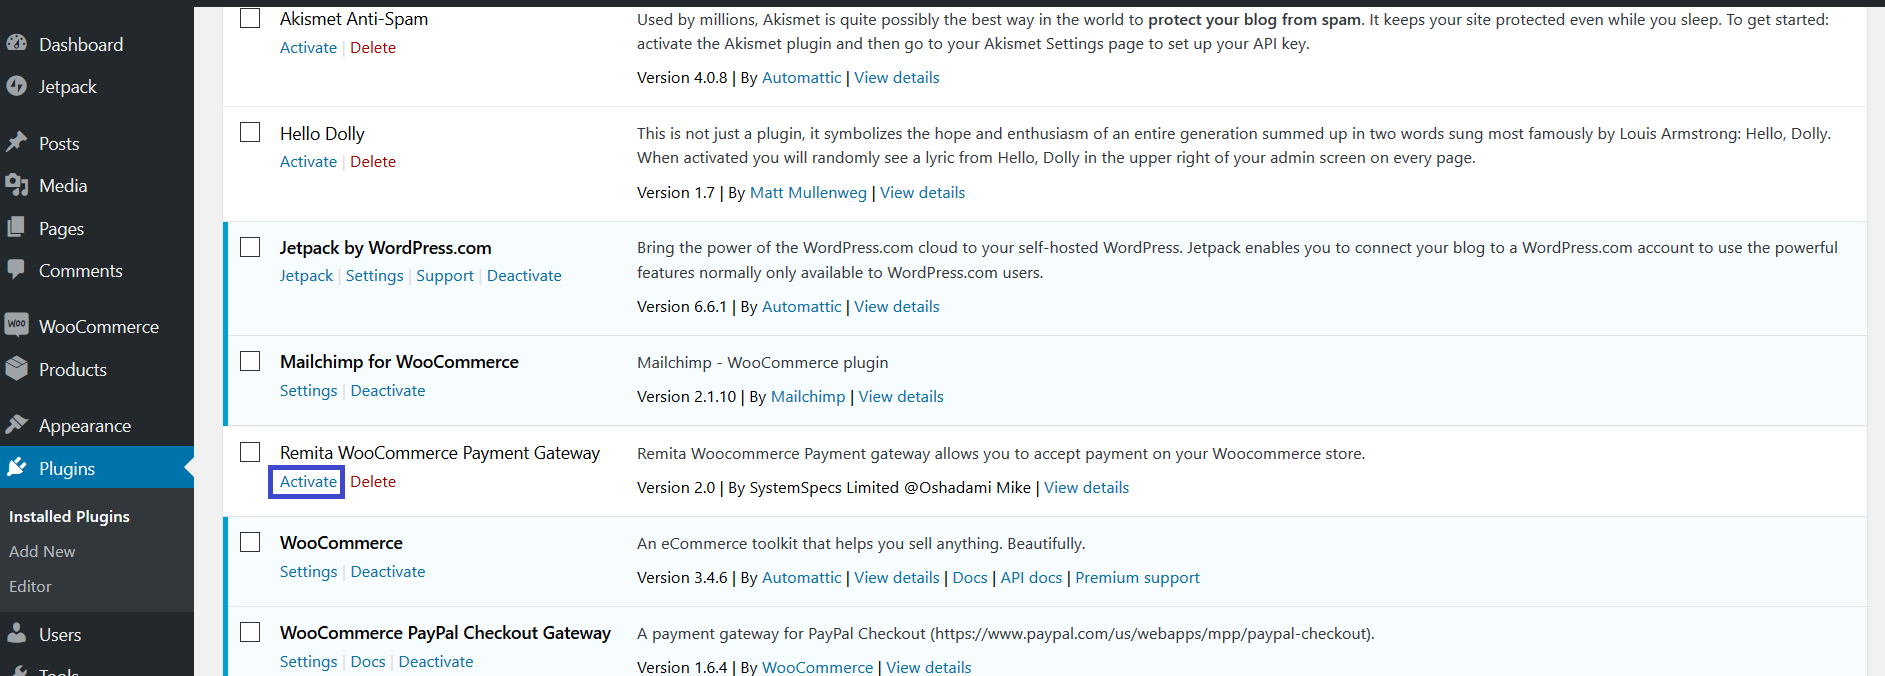 Dashboard
Jetpack
Posts
Media
Pages
Comments
Woo WooCommerce
Products
Appearance
Plugins
Installed Plugins
Add New
Editor
Users
Tools
Akismet Anti-Spam
Activate | Delete
Used by millions, Akismet is quite possibly the best way in the world to protect your blog from spam. It keeps your site protected even while you sleep. To get started:
activate the Akismet plugin and then go to your Akismet Settings page to set up your API key.
Version 4.0.8 | By Automattic | View details
Hello Dolly
Activate | Delete
This is not just a plugin, it symbolizes the hope and enthusiasm of an entire generation summed up in two words sung most famously by Louis Armstrong: Hello, Dolly.
When activated you will randomly see a lyric from Hello, Dolly in the upper right of your admin screen on every page.
Version 1.7 | By Matt Mullenweg | View details
Jetpack by WordPress.com
Jetpack | Settings | Support | Deactivate
Bring the power of the WordPress.com cloud to your self-hosted WordPress. Jetpack enables you to connect your blog to a WordPress.com account to use the powerful
features normally only available to WordPress.com users.
Version 6.6.1 | By Automattic | View details
Mailchimp for WooCommerce
Settings | Deactivate
Mailchimp - WooCommerce plugin
Version 2.1.10 | By Mailchimp | View details
Remita WooCommerce Payment Gateway
Activate | Delete
Remita Woocommerce Payment gateway allows you to accept payment on your Woocommerce store.
Version 2.0 | By SystemSpecs Limited @Oshadami Mike | View details
WooCommerce
Settings | Deactivate
An eCommerce toolkit that helps you sell anything. Beautifully.
Version 3.4.6 | By Automattic | View details | Docs | API docs | Premium support
WooCommerce PayPal Checkout Gateway
Settings | Docs | Deactivate
A payment gateway for PayPal Checkout (https://www.paypal.com/us/webapps/mpp/paypal-checkout).
Version 1.6.4 | By WooCommerce | View details